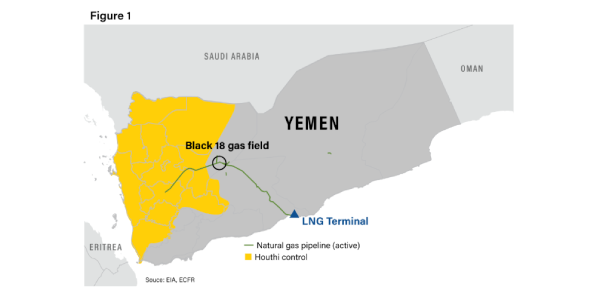 Figure 1
SAUDI ARABIA
OMAN
YEMEN
Black 18 gas field
LNG Terminal
ERITREA
Natural gas pipeline (active)
Houthi control
Souce: EIA, ECFR